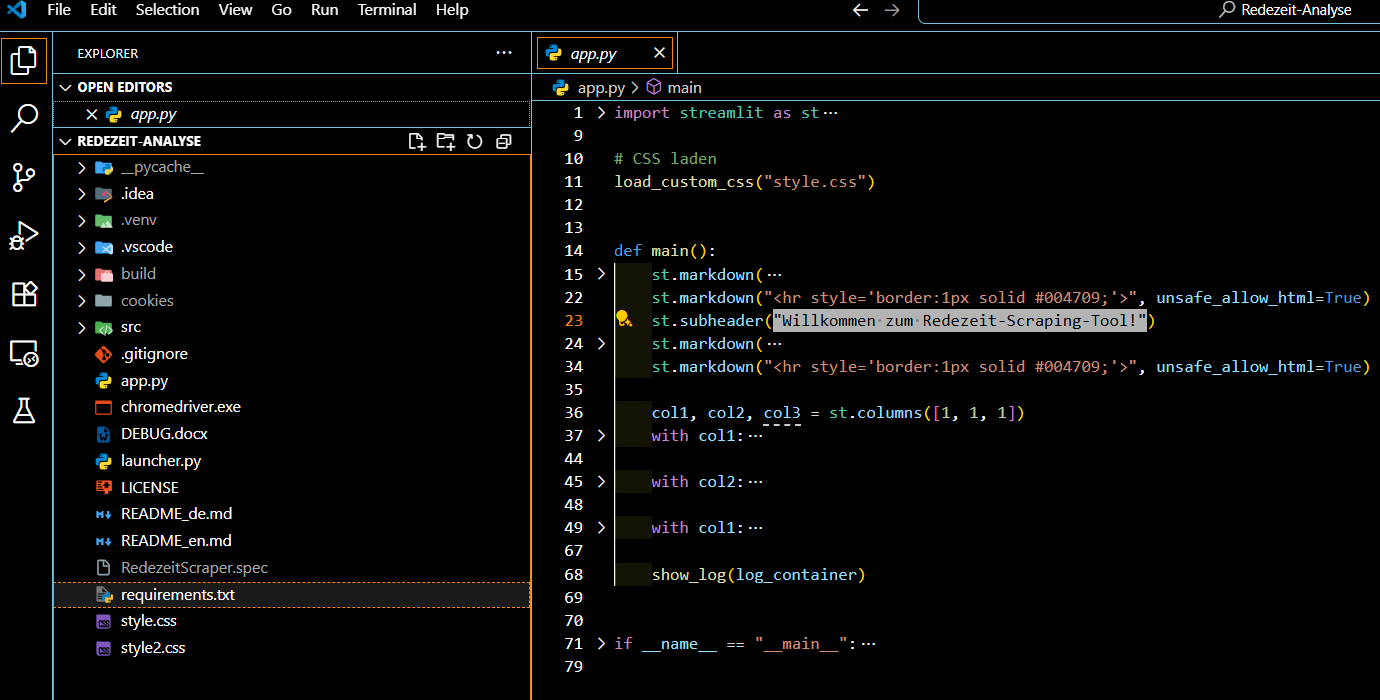 File Edit Selection View Go Run Terminal Help
Redezeit-Analyse
EXPLORER
OPEN EDITORS
app.py
REDEZEIT-ANALYSE
__pycache__
.idea
.venv
.vscode
build
cookies
src
.gitignore
app.py
chromedriver.exe
DEBUG.docx
launcher.py
LICENSE
README_de.md
README_en.md
RedezeitScraper.spec
requirements.txt
style.css
style2.css
app.py
app.py > main
1 > import streamlit as st…
9
10 # CSS laden
11 load_custom_css("style.css")
12
13
14 def main():
15 > st.markdown( …
22 st.markdown("<hr style='border:1px solid #004709;'>", unsafe_allow_html=True)
23 st.subheader("Willkommen·zum·Redezeit-Scraping-Tool!")
24 > st.markdown( …
34 st.markdown("<hr style='border:1px solid #004709;'>", unsafe_allow_html=True)
35
36 col1, col2, col3 = st.columns([1, 1, 1])
37 > with col1:…
44
45 > with col2:…
48
49 > with col1:…
67
68 show_log(log_container)
69
70
71 > if __name__ == "__main__":…
79